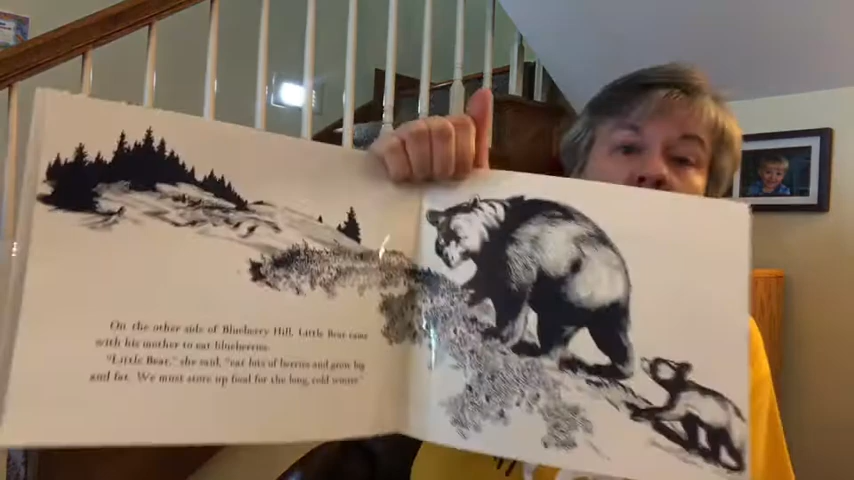 On the other side of Blueberry Hill, Little Bear came
with his mother to eat blueberries.
"Little Bear," she said, "eat lots of berries and grow big
and fat. We must store up food for the long, cold winter."